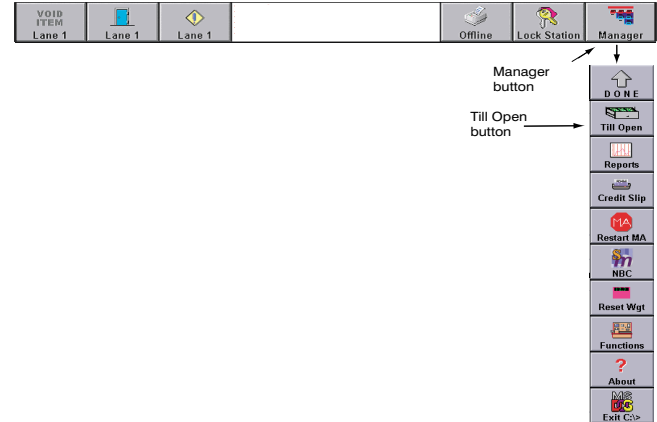 VOID
ITEM
Lane 1
Lane 1
Lane 1
Offline
Lock Station
Manager
Manager
button
DONE
Till Open
button
Till Open
Reports
Credit Slip
MA
Restart MA
NBC
Reset Wgt
Functions
?
About
Exit C:\>